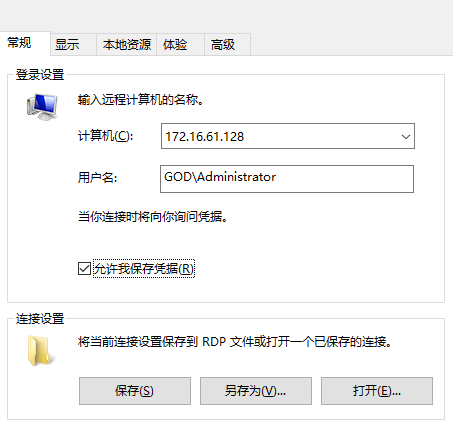 常规 显示 本地资源 体验 高级
登录设置
输入远程计算机的名称。
计算机(C): 172.16.61.128
用户名: GOD\Administrator
当你连接时将向你询问凭据。
允许我保存凭据(R)
连接设置
将当前连接设置保存到 RDP 文件或打开一个已保存的连接。
保存(S) 另存为(V)... 打开(E)...